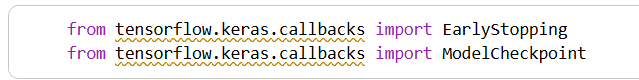 from tensorflow.keras.callbacks import EarlyStopping
from tensorflow.keras.callbacks import ModelCheckpoint